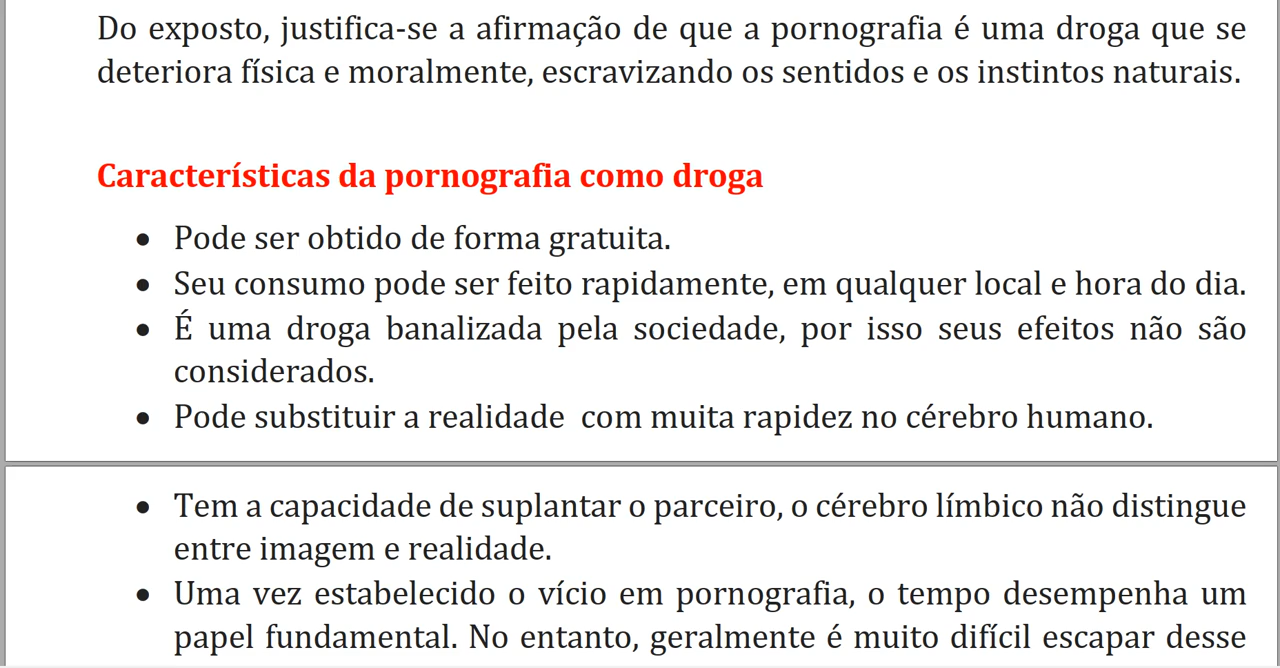 Do exposto, justifica-se a afirmação de que a pornografia é uma droga que se
deteriora física e moralmente, escravizando os sentidos e os instintos naturais.
Características da pornografia como droga
• Pode ser obtido de forma gratuita.
• Seu consumo pode ser feito rapidamente, em qualquer local e hora do dia.
• É uma droga banalizada pela sociedade, por isso seus efeitos não são
considerados.
• Pode substituir a realidade  com muita rapidez no cérebro humano.
• Tem a capacidade de suplantar o parceiro, o cérebro límbico não distingue
entre imagem e realidade.
• Uma vez estabelecido o vício em pornografia, o tempo desempenha um
papel fundamental. No entanto, geralmente é muito difícil escapar desse